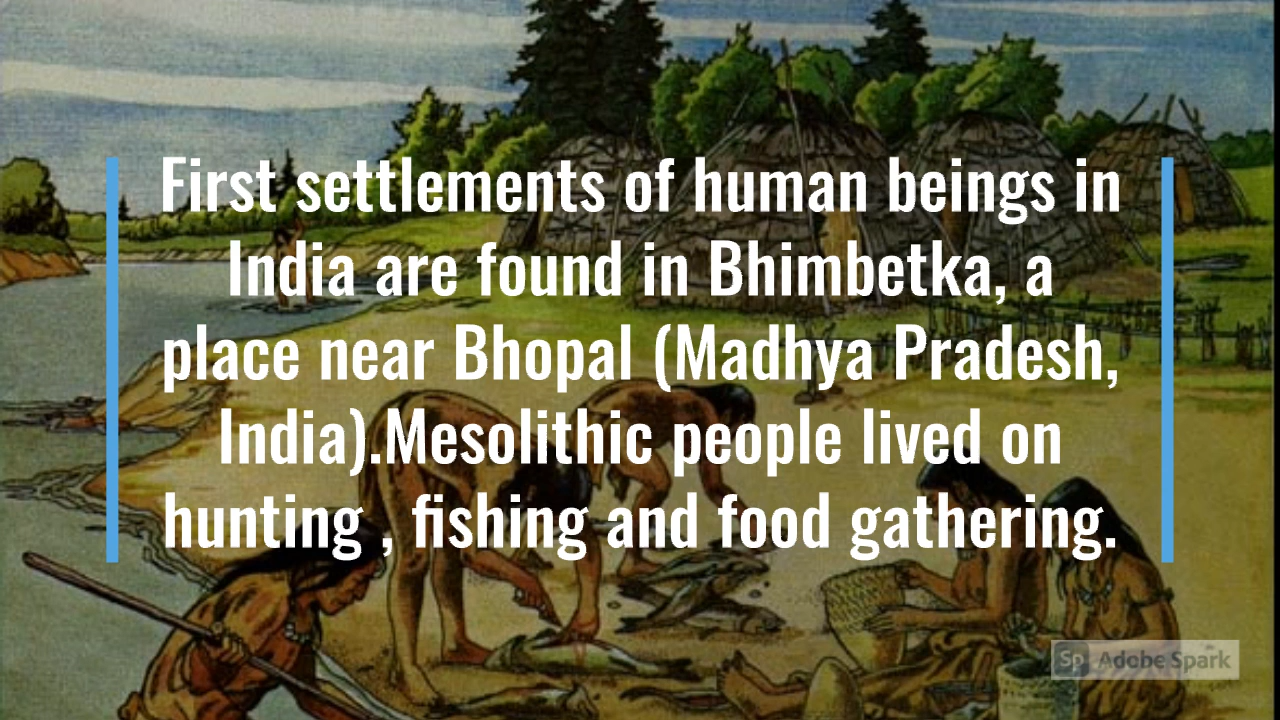 First settlements of human beings in
India are found in Bhimbetka, a
place near Bhopal (Madhya Pradesh,
India).Mesolithic people lived on
hunting , fishing and food gathering.
Sp Adobe Spark